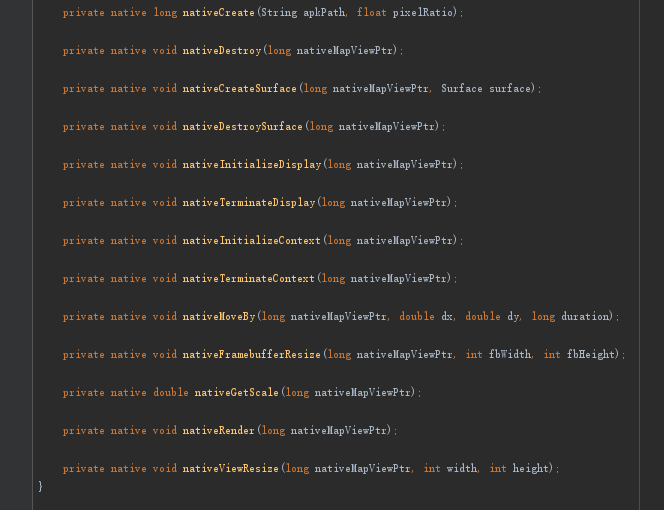 private native long nativeCreate(String apkPath, float pixelRatio);
private native void nativeDestroy(long nativeMapViewPtr);
private native void nativeCreateSurface(long nativeMapViewPtr, Surface surface);
private native void nativeDestroySurface(long nativeMapViewPtr);
private native void nativeInitializeDisplay(long nativeMapViewPtr);
private native void nativeTerminateDisplay(long nativeMapViewPtr);
private native void nativeInitializeContext(long nativeMapViewPtr);
private native void nativeTerminateContext(long nativeMapViewPtr);
private native void nativeMoveBy(long nativeMapViewPtr, double dx, double dy, long duration);
private native void nativeFramebufferResize(long nativeMapViewPtr, int fbWidth, int fbHeight);
private native double nativeGetScale(long nativeMapViewPtr);
private native void nativeRender(long nativeMapViewPtr);
private native void nativeViewResize(long nativeMapViewPtr, int width, int height);
}